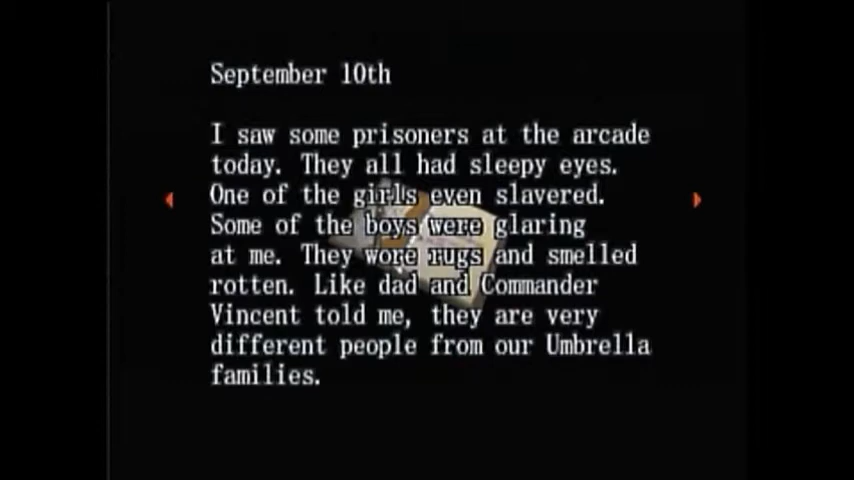 September 10th
I saw some prisoners at the arcade
today. They all had sleepy eyes.
One of the girls even slavered.
Some of the boys were glaring
at me. They wore rugs and smelled
rotten. Like dad and Commander
Vincent told me, they are very
different people from our Umbrella
families.